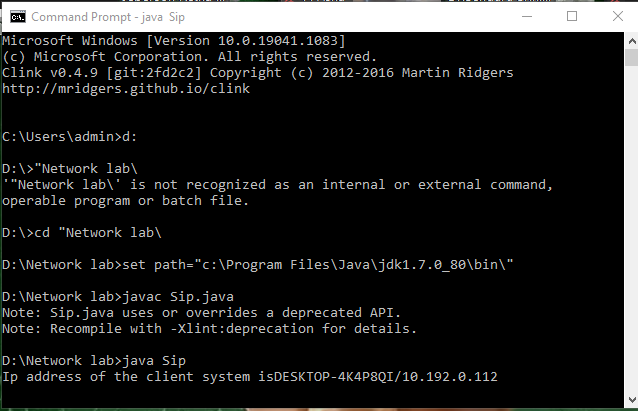 Command Prompt - java  Sip
Microsoft Windows [Version 10.0.19041.1083]
(c) Microsoft Corporation. All rights reserved.
Clink v0.4.9 [git:2fd2c2] Copyright (c) 2012-2016 Martin Ridgers
http://mridgers.github.io/clink
C:\Users\admin>d:
D:\>"Network lab\
'"Network lab\' is not recognized as an internal or external command,
operable program or batch file.
D:\>cd "Network lab\
D:\Network lab>set path="c:\Program Files\Java\jdk1.7.0_80\bin\"
D:\Network lab>javac Sip.java
Note: Sip.java uses or overrides a deprecated API.
Note: Recompile with -Xlint:deprecation for details.
D:\Network lab>java Sip
Ip address of the client system isDESKTOP-4K4P8QI/10.192.0.112